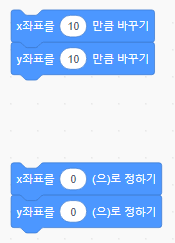 x좌표를 10 만큼 바꾸기
y좌표를 10 만큼 바꾸기
x좌표를 0 (으)로 정하기
y좌표를 0 (으)로 정하기